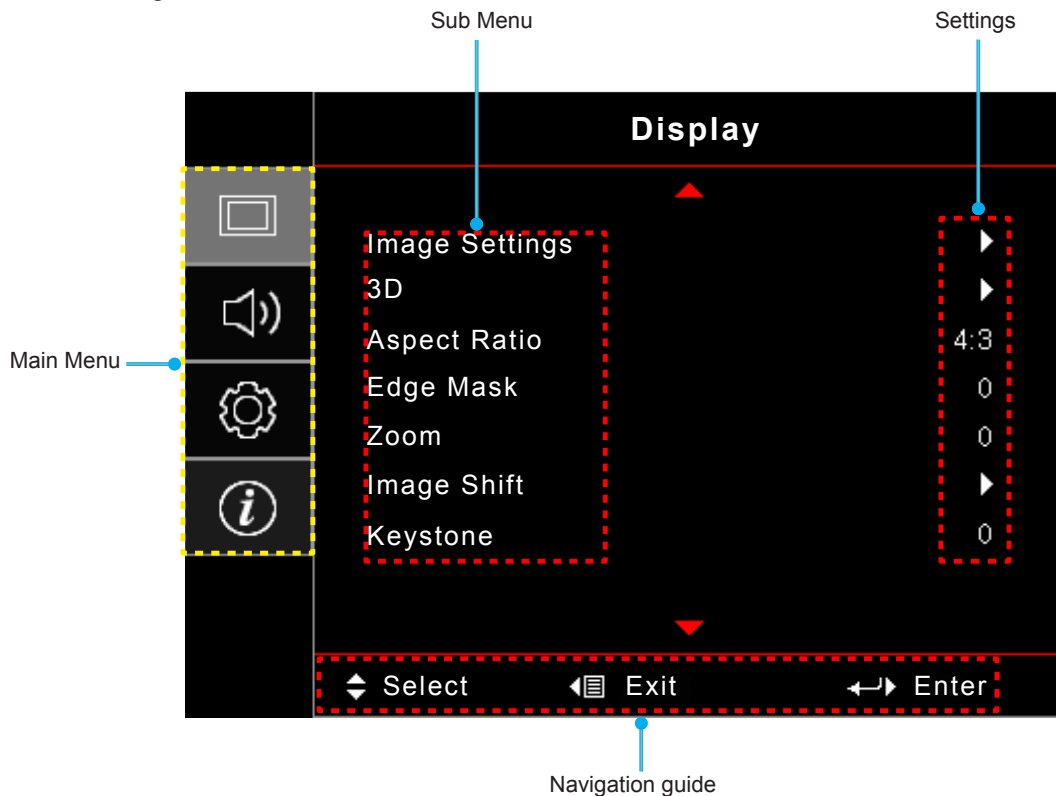 Sub Menu
Settings
Display
Image Settings
3D
Aspect Ratio 4:3
Edge Mask 0
Zoom 0
Image Shift
Keystone 0
Main Menu
Select Exit Enter
Navigation guide